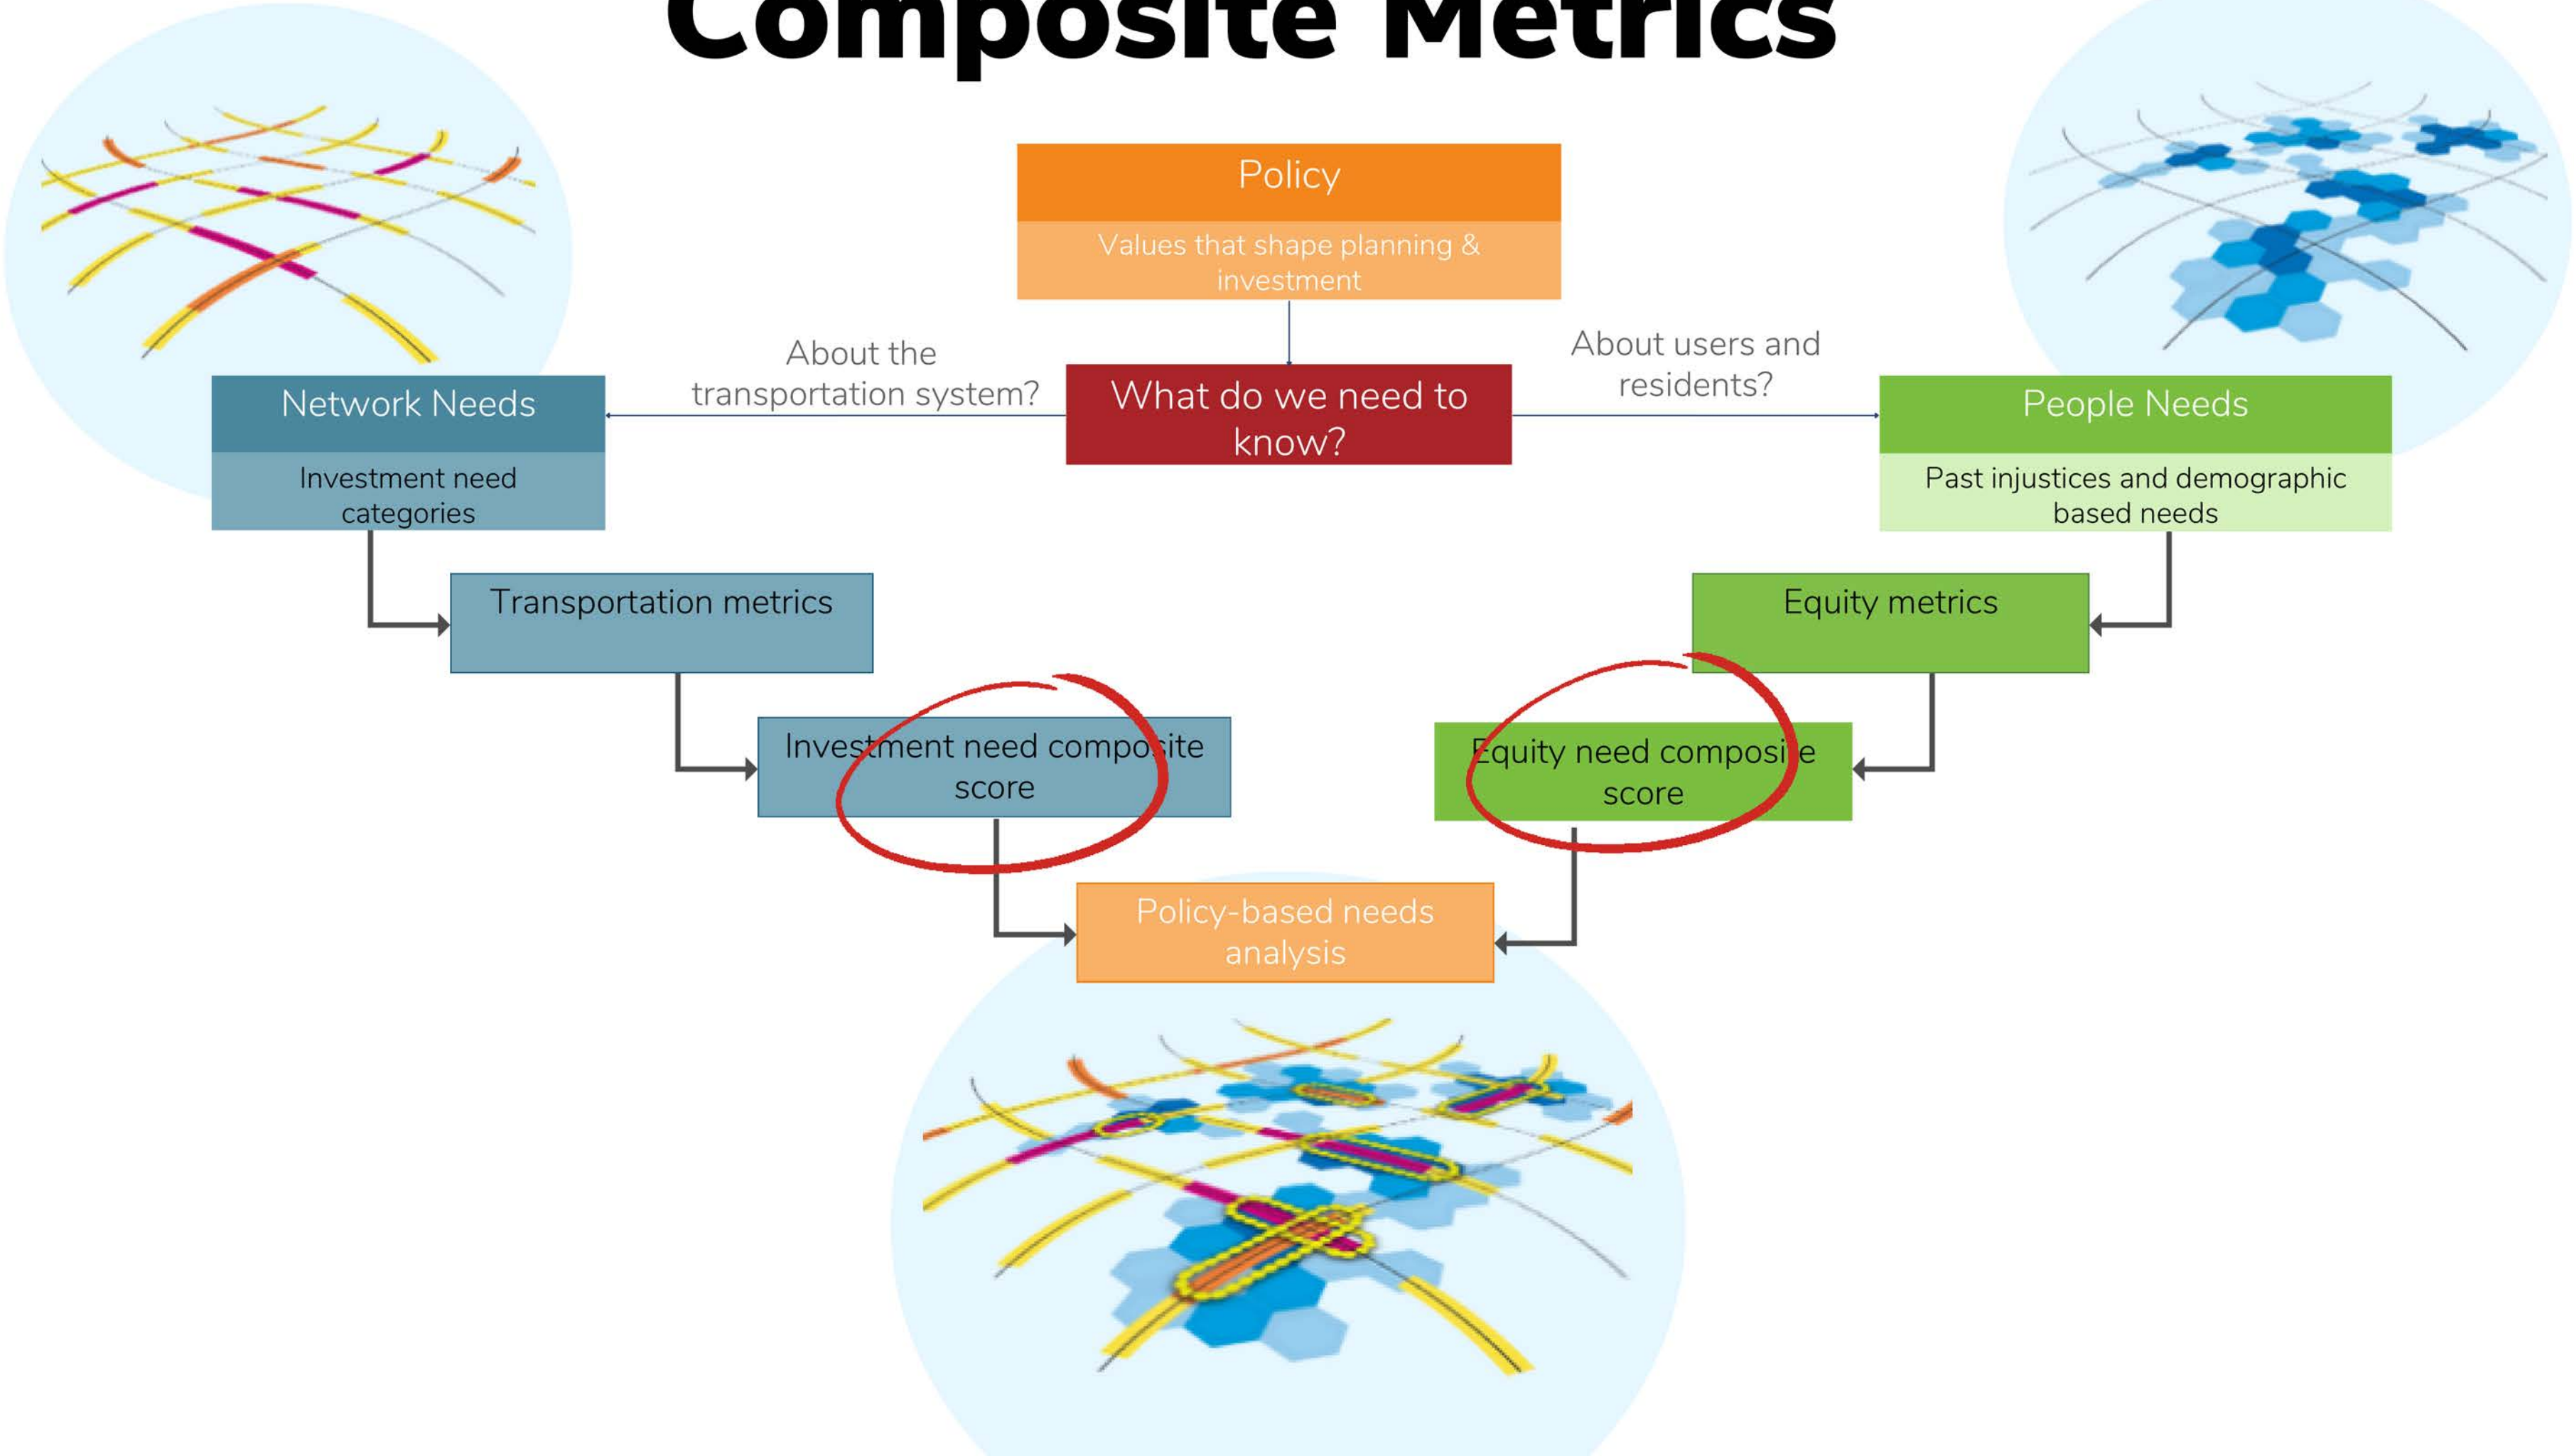 Composite Metrics
Policy
Values that shape planning &
investment
About the
transportation system?
What do we need to
know?
About users and
residents?
Network Needs
Investment need
categories
People Needs
Past injustices and demographic
based needs
Transportation metrics
Equity metrics
Investment need composite
score
Equity need composite
score
Policy-based needs
analysis